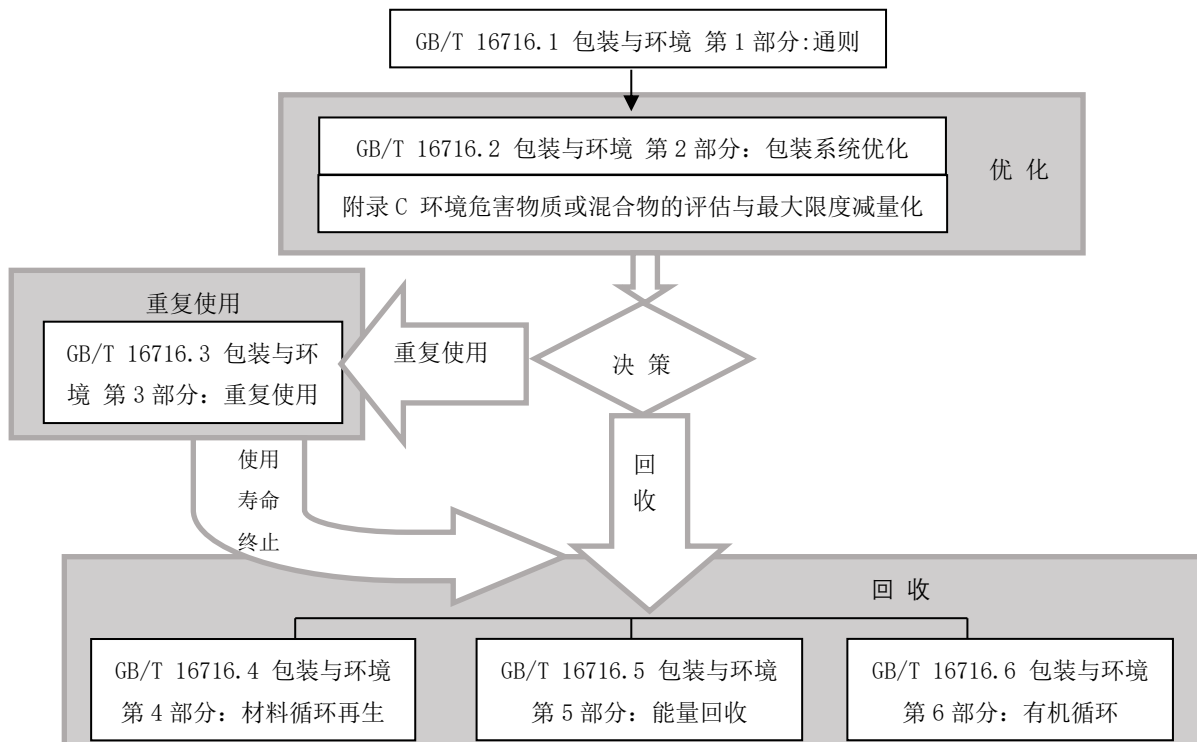 GB/T 16716.1 包装与环境 第1部分:通则
GB/T 16716.2 包装与环境 第2部分：包装系统优化
优 化
附录C 环境危害物质或混合物的评估与最大限度减量化
重复使用
GB/T 16716.3 包装与环
境 第3部分：重复使用
重复使用
决 策
使用
寿命
终止
回
收
回 收
GB/T 16716.4 包装与环境
第4部分：材料循环再生
GB/T 16716.5 包装与环境
第5部分：能量回收
GB/T 16716.6 包装与环境
第6部分：有机循环